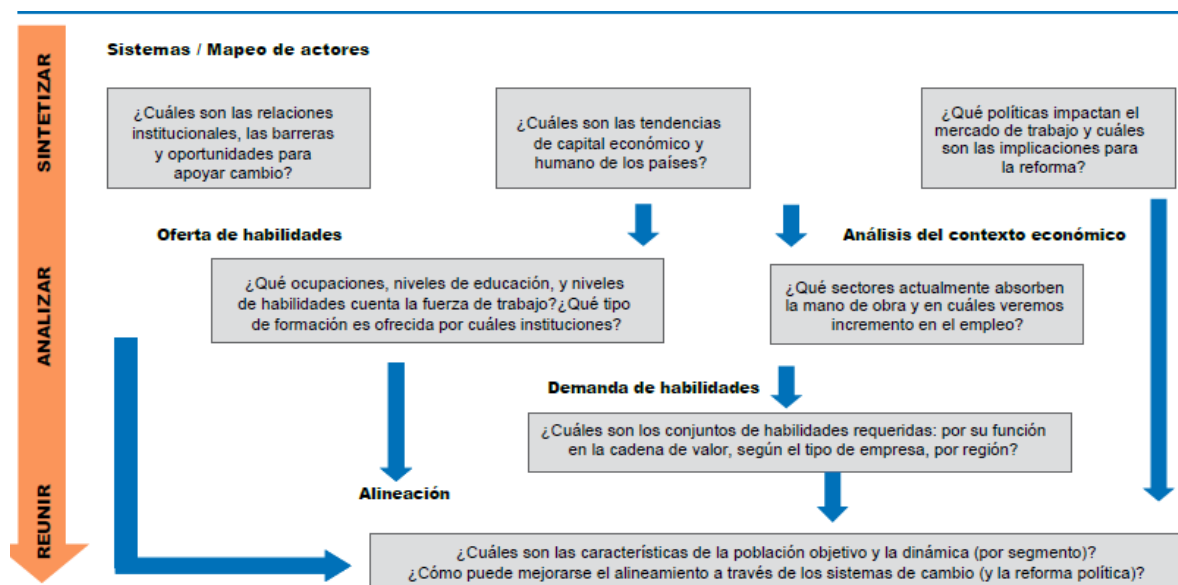 SINTETIZAR
Sistemas / Mapeo de actores
¿Cuáles son las relaciones
institucionales, las barreras
y oportunidades para
apoyar cambio?
¿Cuáles son las tendencias
de capital económico y
humano de los países?
¿Qué políticas impactan el
mercado de trabajo y cuáles
son las implicaciones para
la reforma?
ANALIZAR
Oferta de habilidades
Análisis del contexto económico
¿Qué ocupaciones, niveles de educación, y niveles
de habilidades cuenta la fuerza de trabajo?¿Qué tipo
de formación es ofrecida por cuáles instituciones?
¿Qué sectores actualmente absorben
la mano de obra y en cuáles veremos
incremento en el empleo?
Demanda de habilidades
¿Cuáles son los conjuntos de habilidades requeridas: por su función
en la cadena de valor, según el tipo de empresa, por región?
REUNIR
Alineación
¿Cuáles son las características de la población objetivo y la dinámica (por segmento)?
¿Cómo puede mejorarse el alineamiento a través de los sistemas de cambio (y la reforma política)?